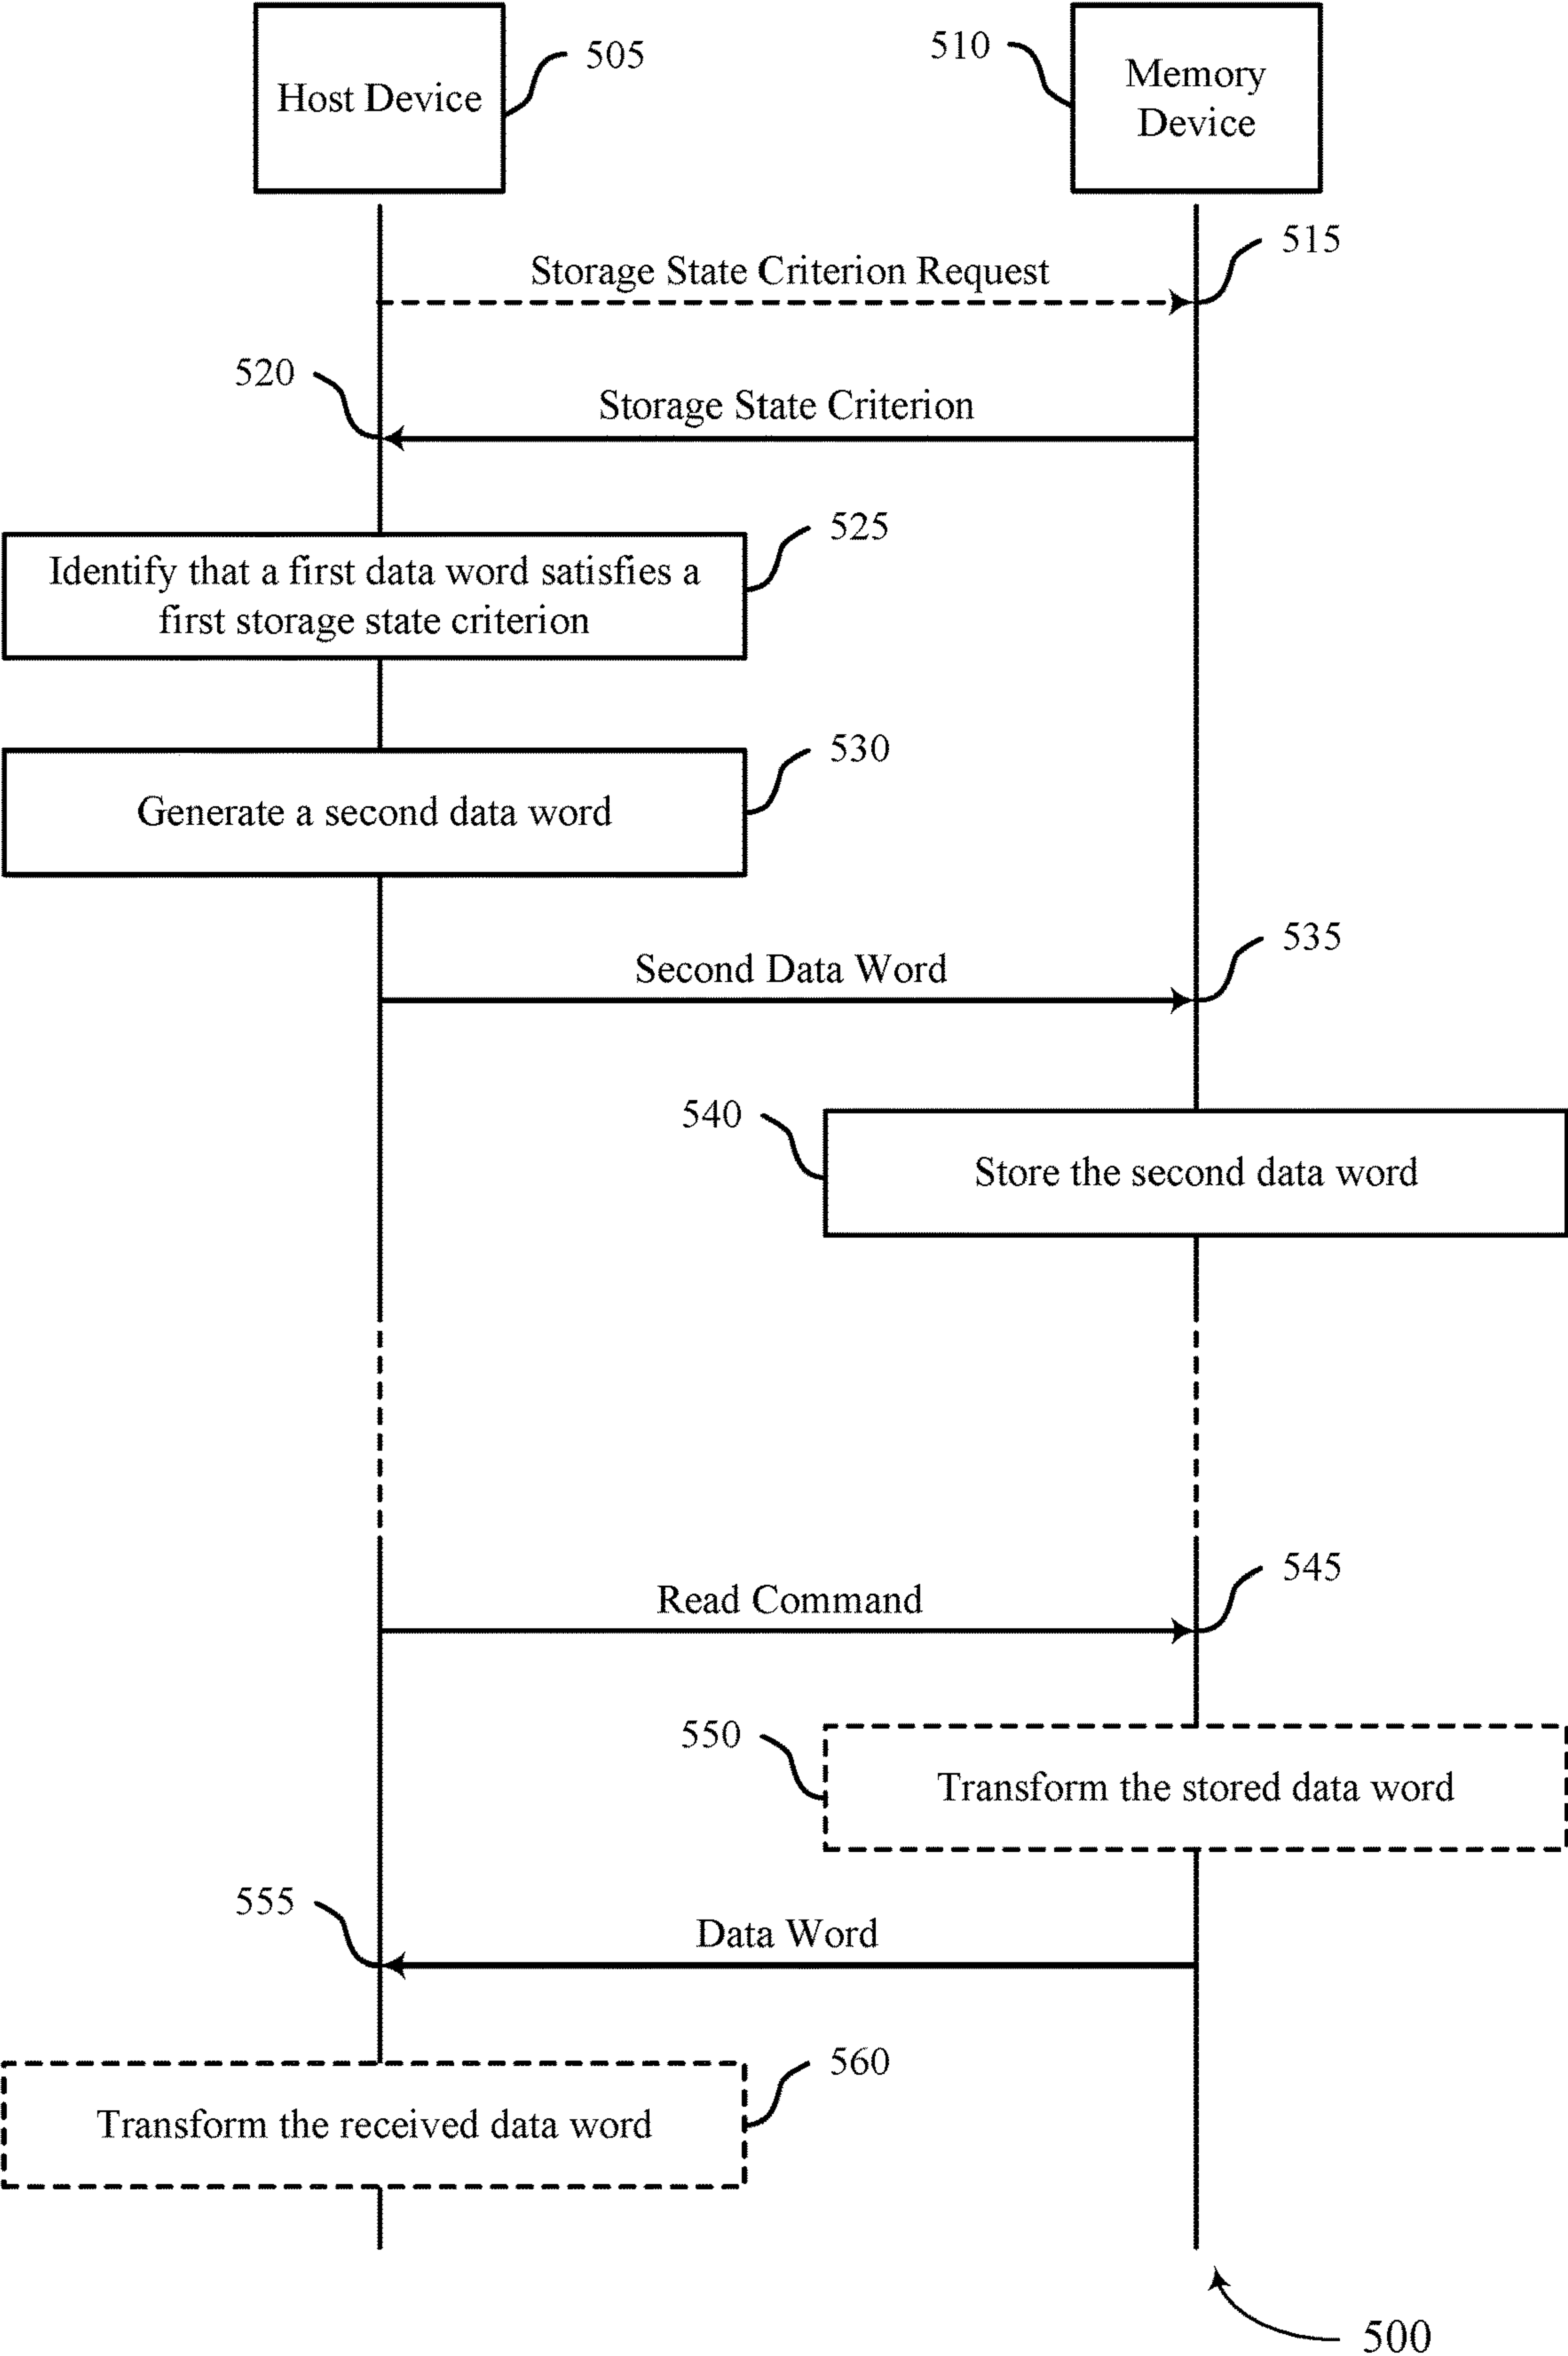 Host Device
505
510
Memory
Device
515
Storage State Criterion Request
520
Storage State Criterion
525
Identify that a first data word satisfies a
first storage state criterion
530
Generate a second data word
535
Second Data Word
540
Store the second data word
545
Read Command
550
Transform the stored data word
555
Data Word
560
Transform the received data word
500